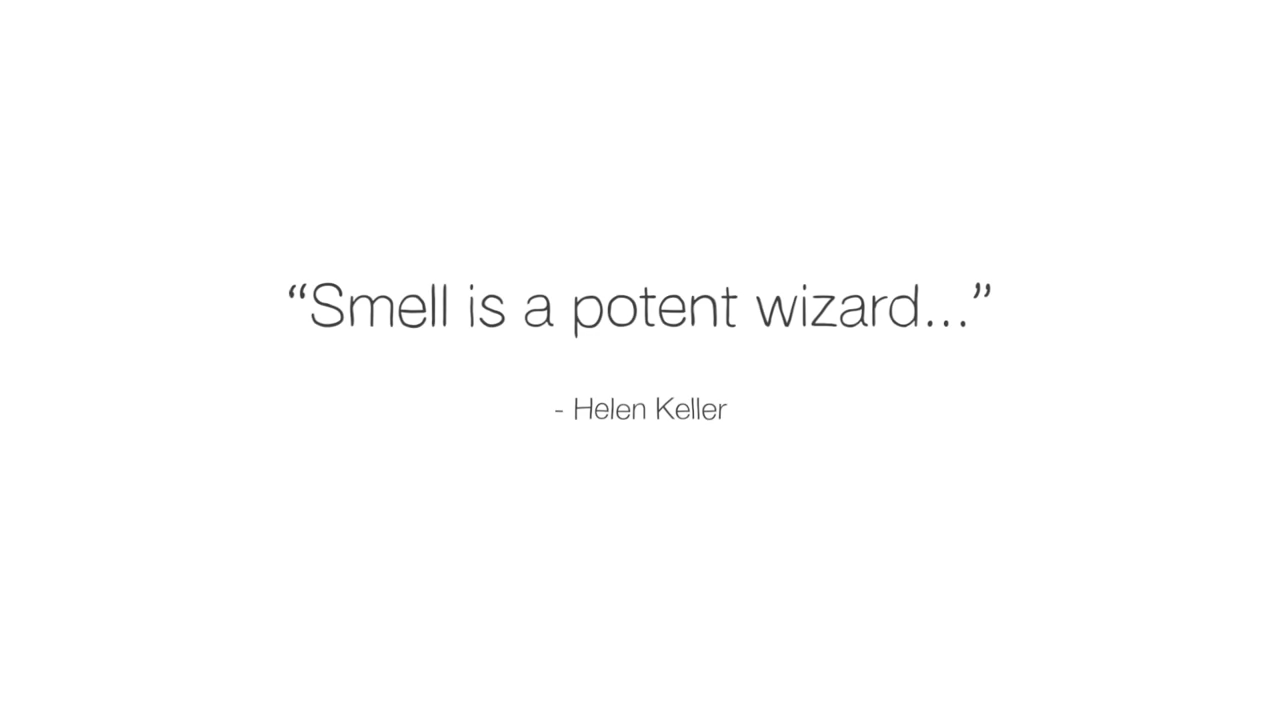 “Smell is a potent wizard...”
- Helen Keller